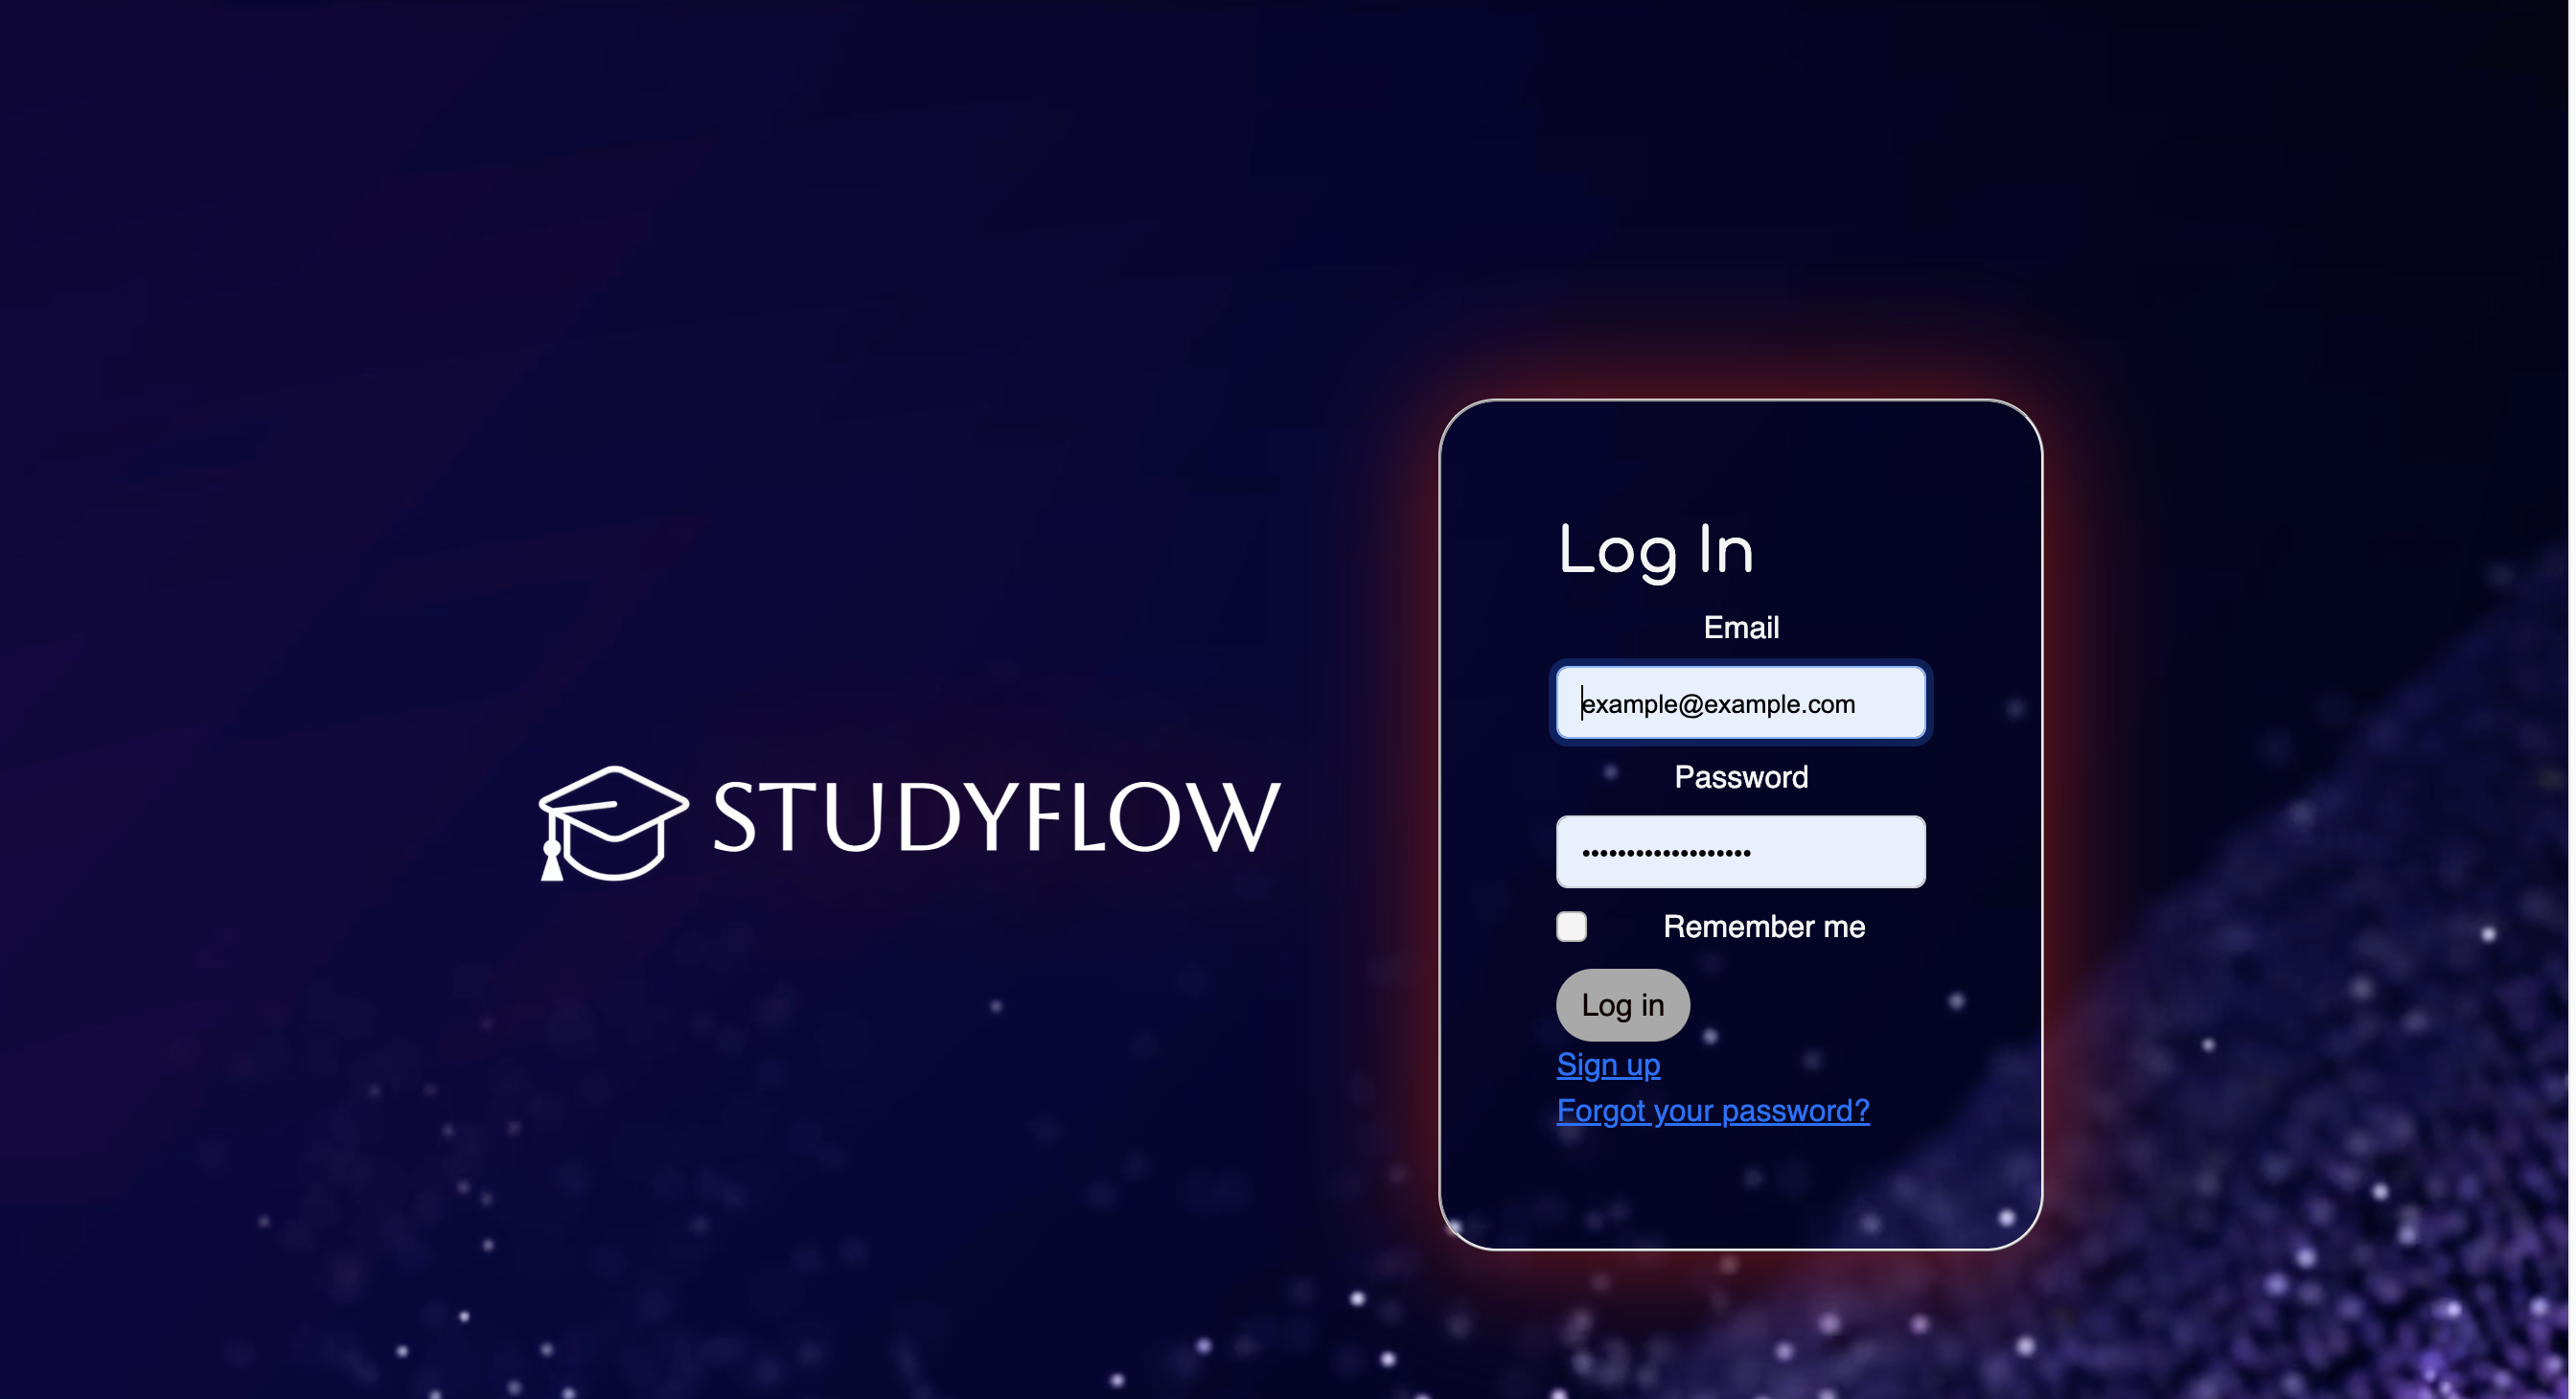 STUDYFLOW
Log In
Email
example@example.com
Password
•••••••••••••••••••
Remember me
Log in
Sign up
Forgot your password?